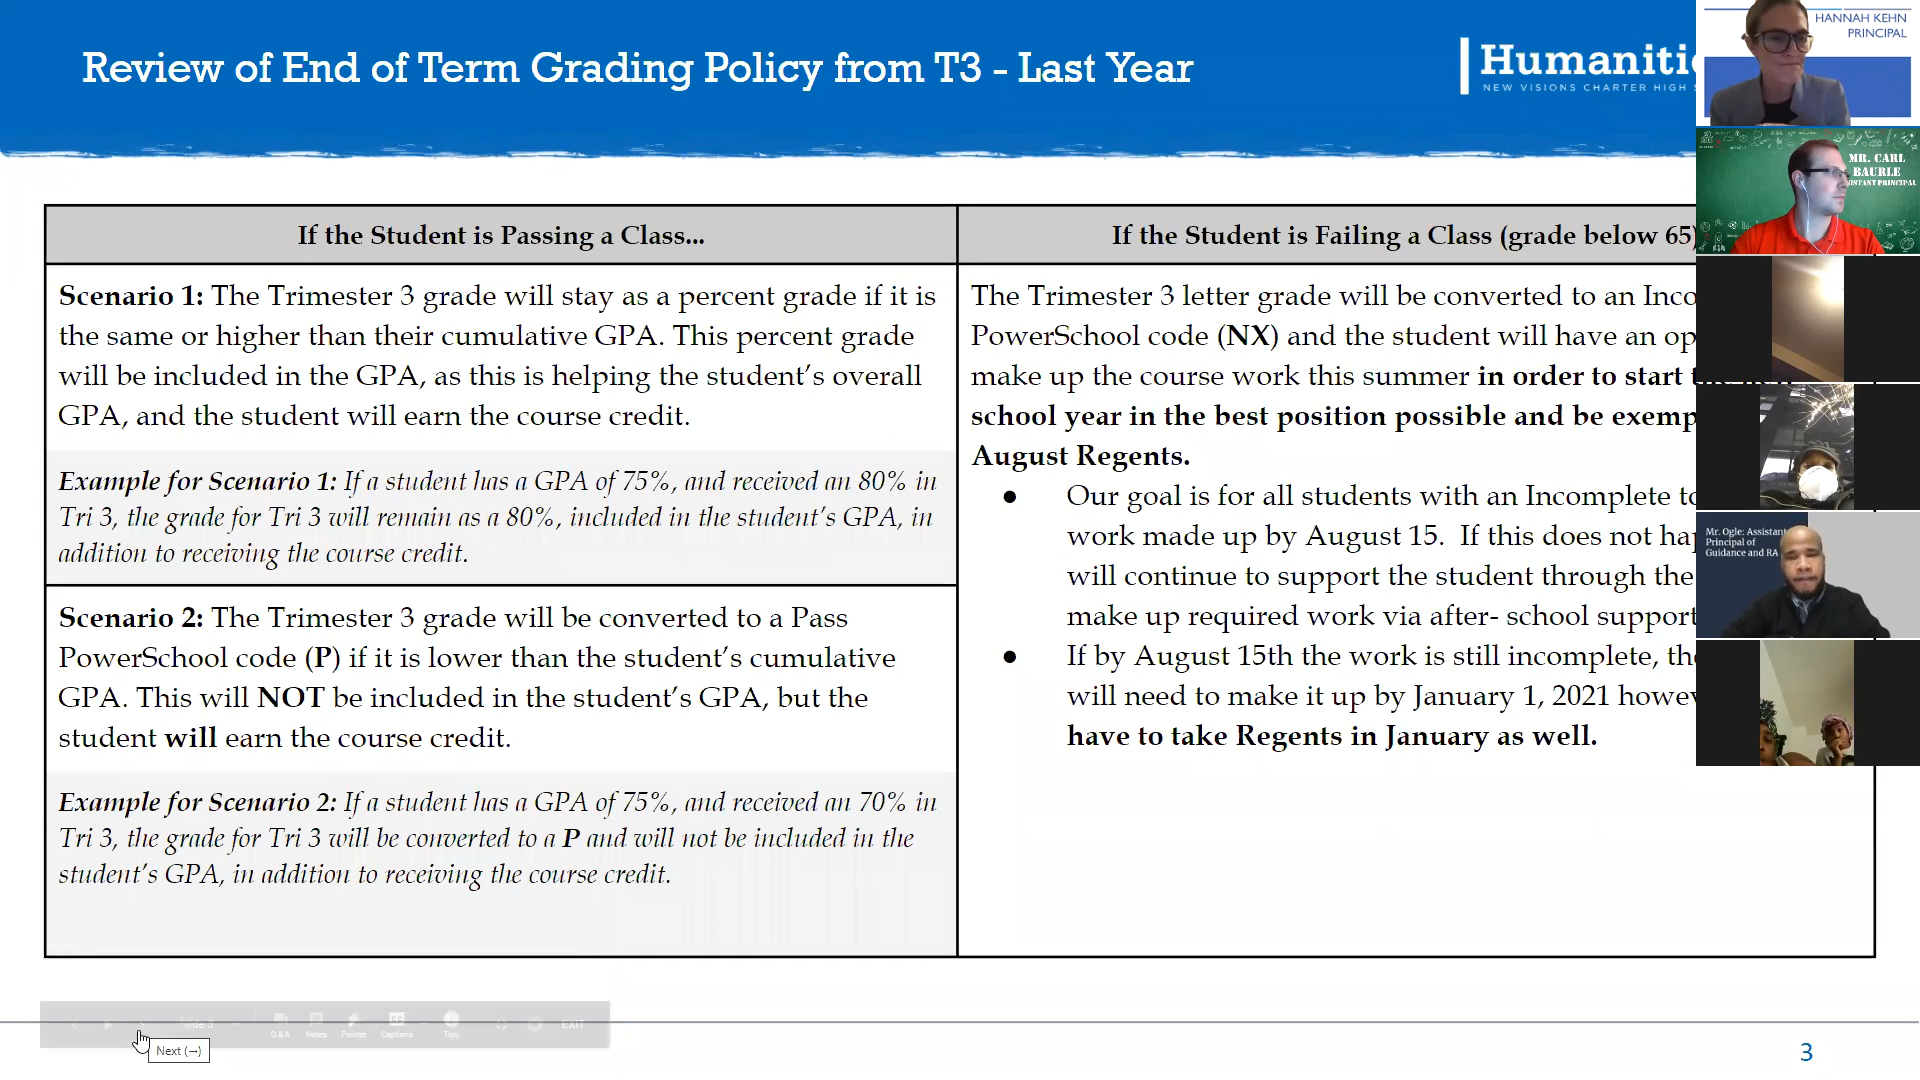 Review of End of Term Grading Policy from T3 - Last Year
NEW VISIONS CHARTER HIGH
HANNAH KEHN
PRINCIPAL
MR. CARL
BAURLE
If the Student is Passing a Class...
If the Student is Failing a Class (grade below 65)
Scenario 1: The Trimester 3 grade will stay as a percent grade if it is
the same or higher than their cumulative GPA. This percent grade
will be included in the GPA, as this is helping the student's overall
GPA, and the student will earn the course credit.
Example for Scenario 1: If a student has a GPA of 75%, and received an 80% in
Tri 3, the grade for Tri 3 will remain as a 80%, included in the student's GPA, in
addition to receiving the course credit.
Scenario 2: The Trimester 3 grade will be converted to a Pass
PowerSchool code (P) if it is lower than the student's cumulative
GPA. This will NOT be included in the student's GPA, but the
student will earn the course credit.
Example for Scenario 2: If a student has a GPA of 75%, and received an 70% in
Tri 3, the grade for Tri 3 will be converted to a P and will not be included in the
student's GPA, in addition to receiving the course credit.
The Trimester 3 letter grade will be converted to an
PowerSchool code (NX) and the student will have an
make up the course work this summer in order to start
school year in the best position possible and be
August Regents.
● Our goal is for all students with an Incomplete
work made up by August 15. If this does not
will continue to support the student through the
make up required work via after- school support
● If by August 15th the work is still incomplete,
will need to make it up by January 1, 2021
have to take Regents in January as well.
Mr. Ogle: Assistant
Principal of
Guidance and RA
Slide 3
Q & A Notes Pointer Captions Tips
EXIT
Next (→)
3